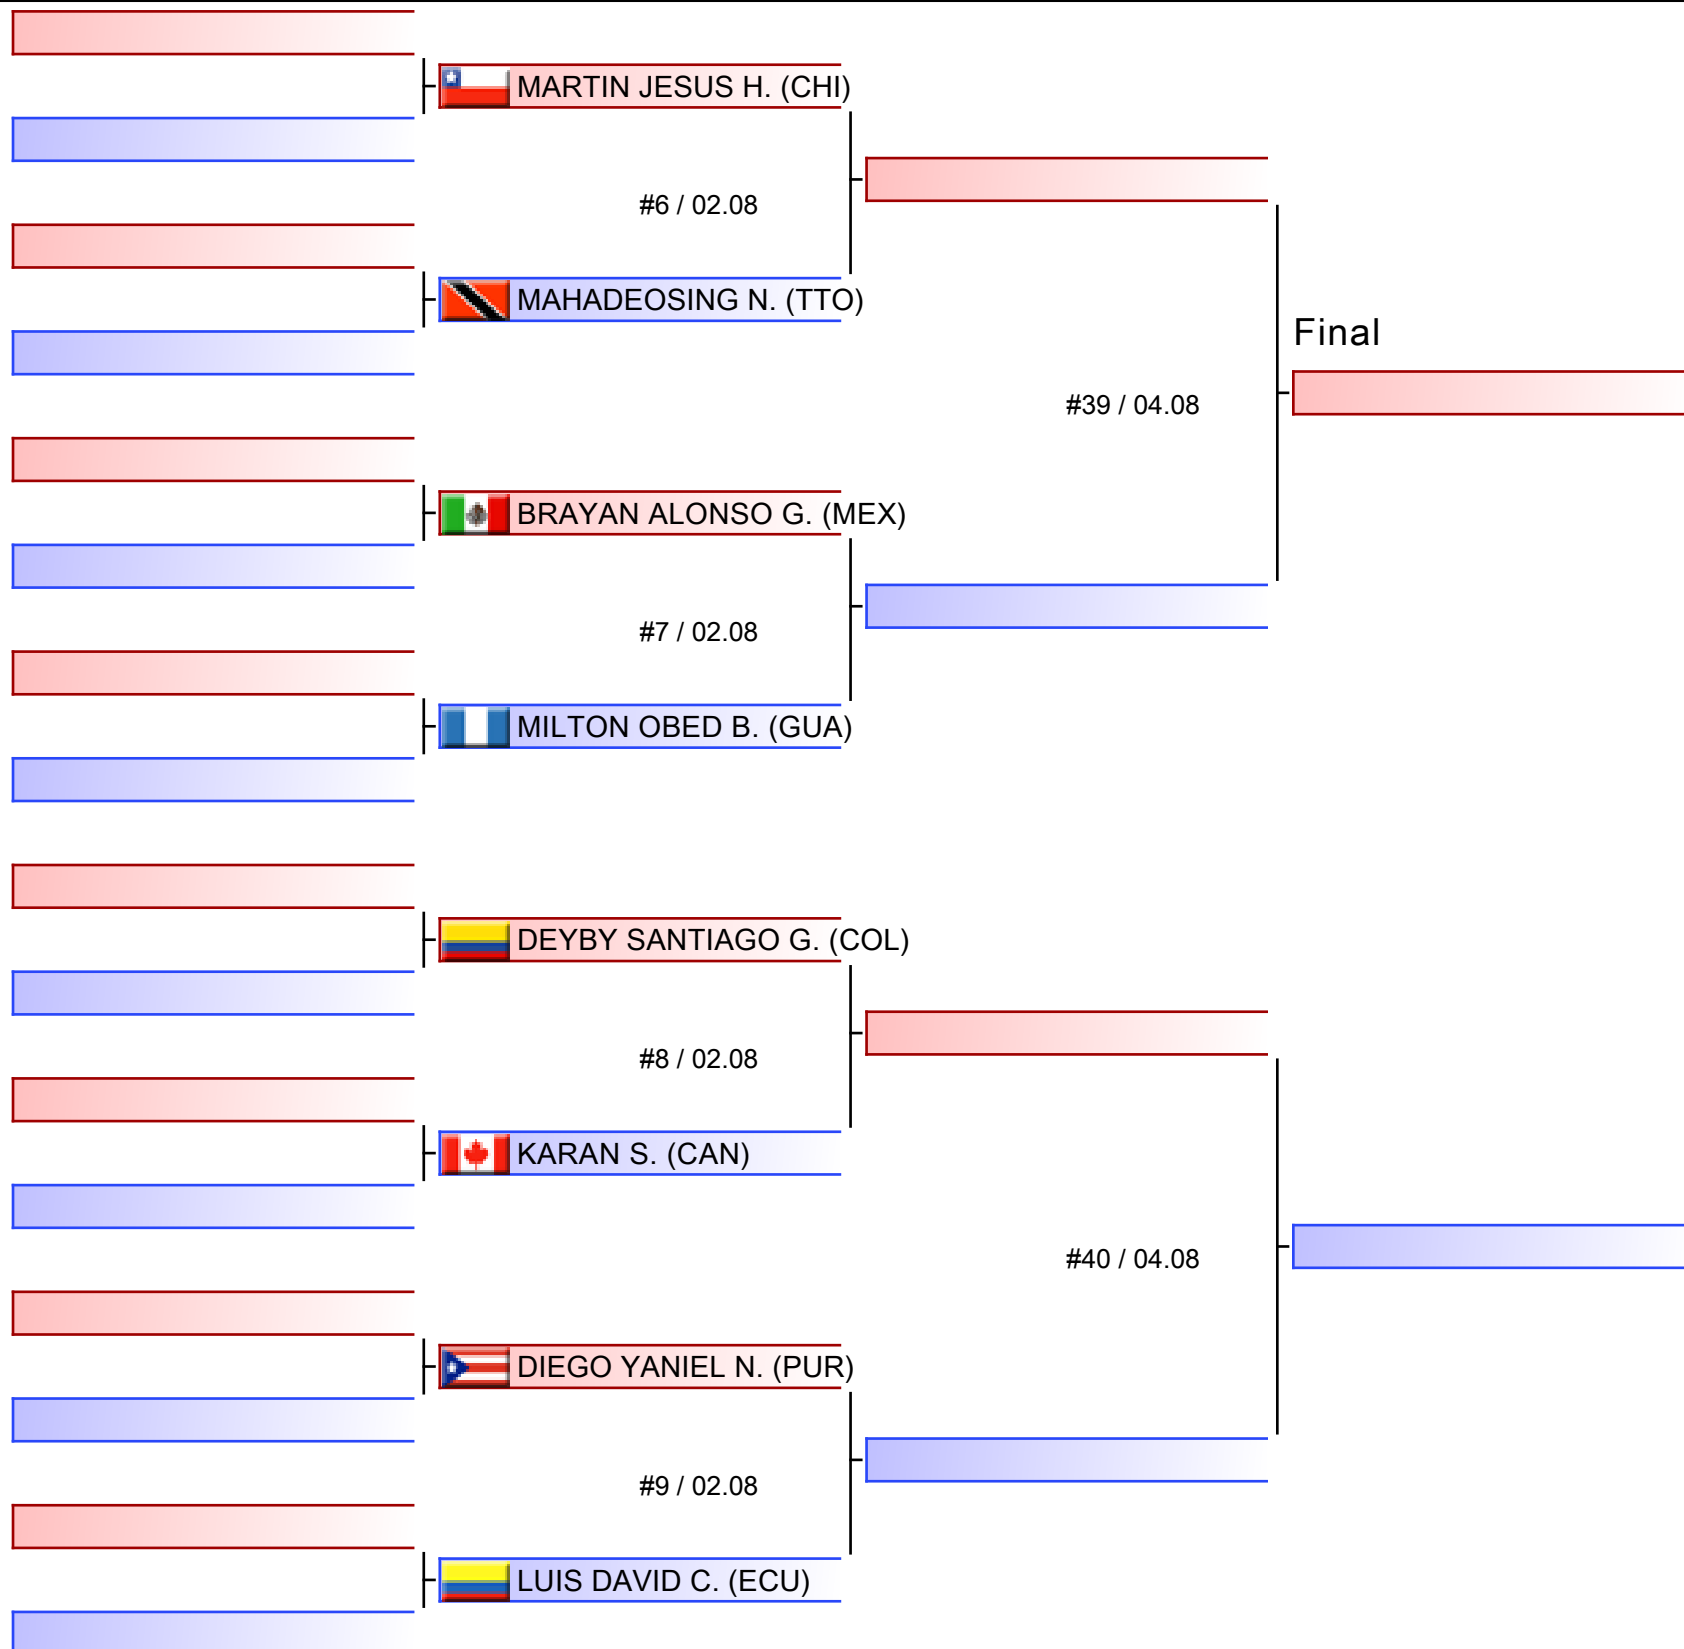 MARTIN JESUS H. (CHI)
#6 / 02.08
MAHADEOSING N. (TTO)
Final
#39 / 04.08
BRAYAN ALONSO G. (MEX)
#7 / 02.08
MILTON OBED B. (GUA)
DEYBY SANTIAGO G. (COL)
#8 / 02.08
KARAN S. (CAN)
#40 / 04.08
DIEGO YANIEL N. (PUR)
#9 / 02.08
LUIS DAVID C. (ECU)